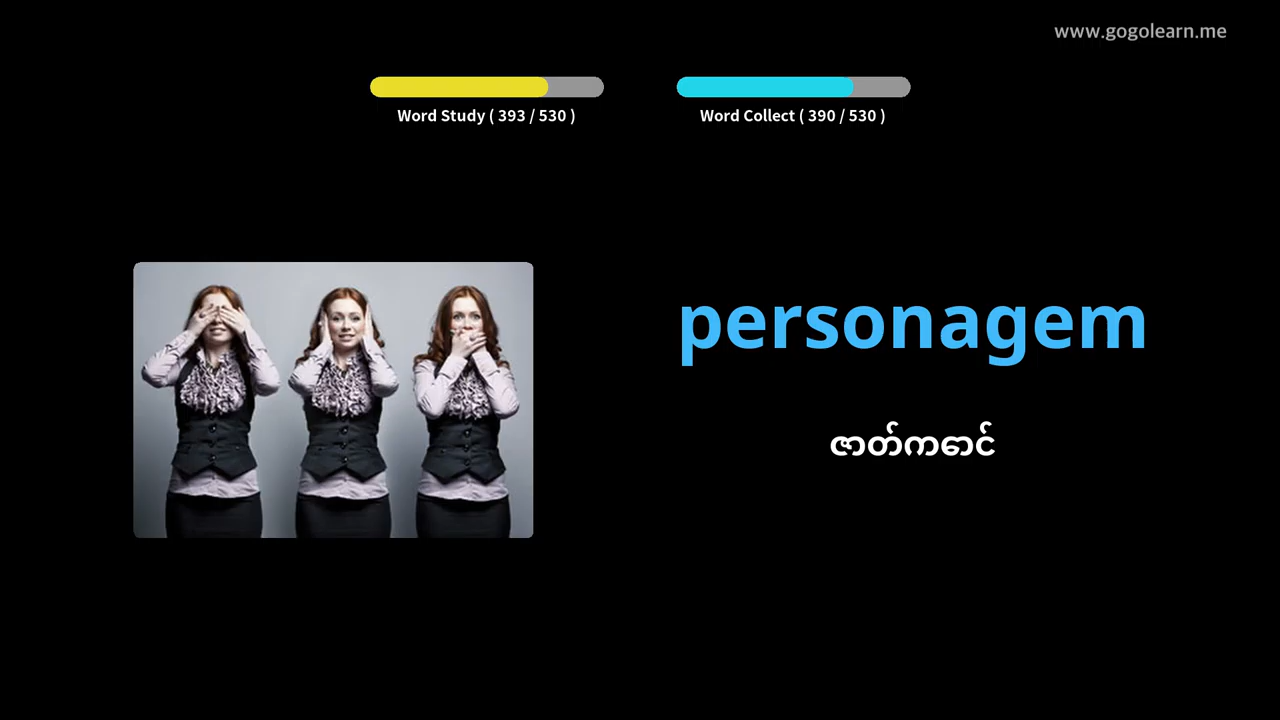 www.gogolearn.me
Word Study ( 393 / 530 )
Word Collect ( 390 / 530 )
personagem
ဇာတ်ကောင်